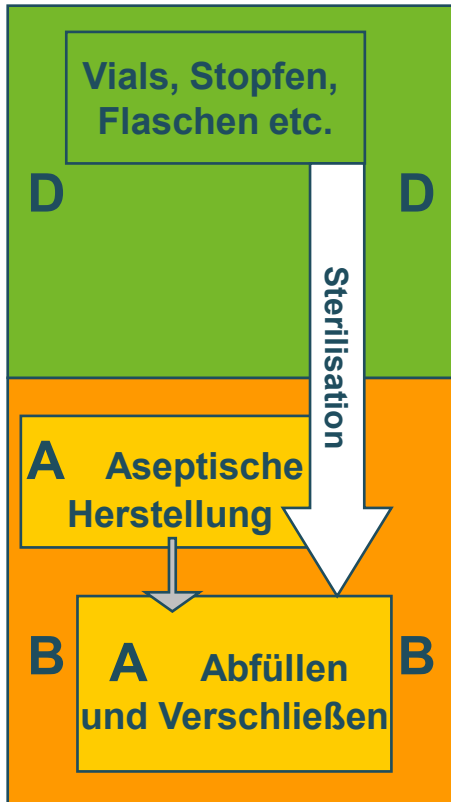 Vials, Stopfen,
Flaschen etc.
D D
Sterilisation
A Aseptische
Herstellung
B B
A Abfüllen
und Verschließen